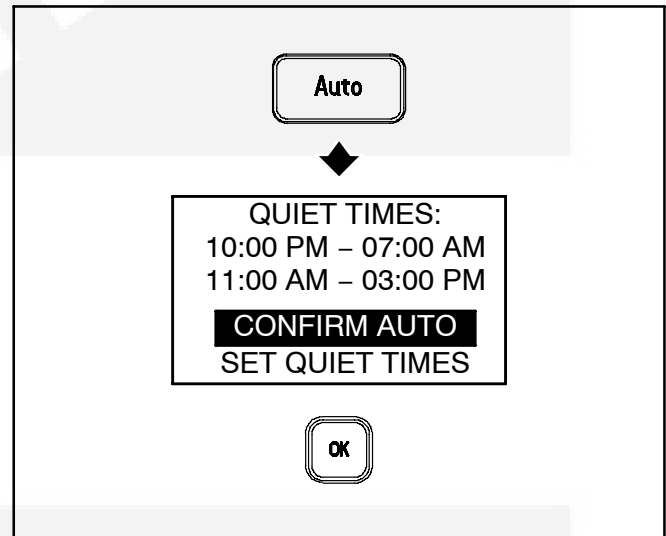 Auto
QUIET TIMES:
10:00 PM – 07:00 AM
11:00 AM – 03:00 PM
CONFIRM AUTO
SET QUIET TIMES
OK